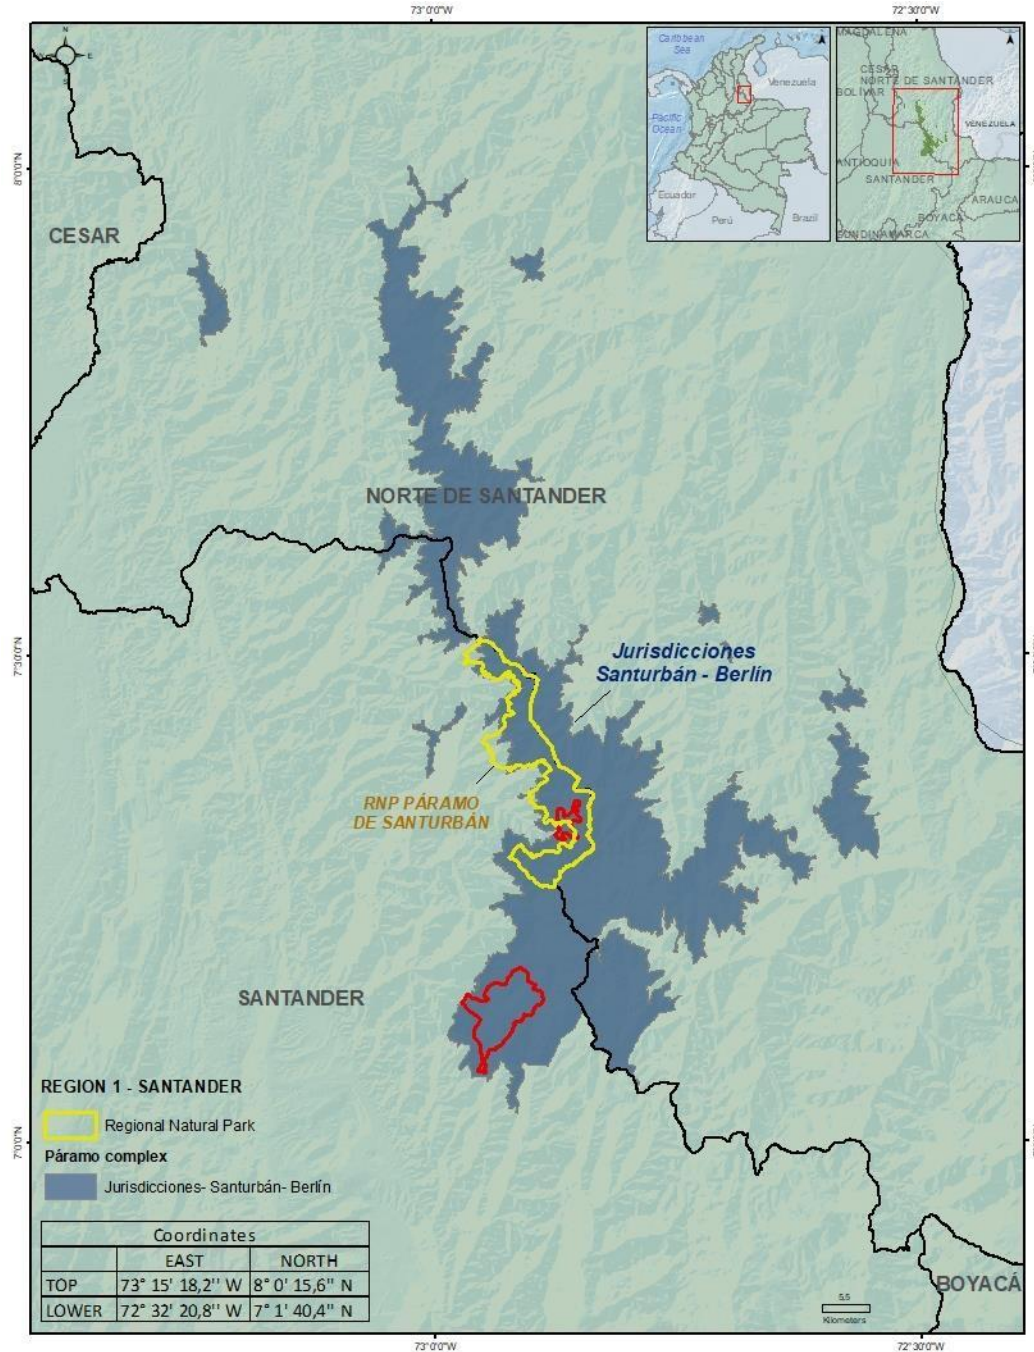 73° 0'0"W
72° 30'0"W
N
E
S
Caribbean
Sea
Venezuela
Pacific
Ocean
Ecuador
Perú
Brazil
MAGDALENA
CESAR
NORTE DE SANTANDER
BOLÍVAR
VENEZUELA
ANTIOQUIA
SANTANDER
ARAUCA
BOYACÁ
CUNDINAMARCA
8°0'0"N
CESAR
NORTE DE SANTANDER
7°30'0"N
Jurisdicciones
Santurbán - Berlín
RNP PÁRAMO
DE SANTURBÁN
SANTANDER
REGION 1 - SANTANDER
Regional Natural Park
7°0'0"N
Páramo complex
Jurisdicciones- Santurbán- Berlín
Coordinates
EAST NORTH
TOP 73° 15' 18,2'' W 8° 0' 15,6'' N
LOWER 72° 32' 20,8'' W 7° 1' 40,4'' N
BOYACÁ
5,5
Kilometers
73° 0'0"W
72° 30'0"W